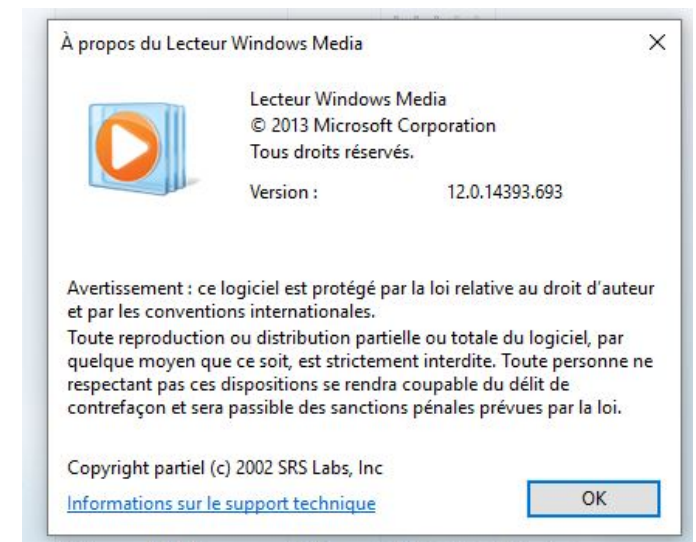 À propos du Lecteur Windows Media
Lecteur Windows Media
© 2013 Microsoft Corporation
Tous droits réservés.
Version : 12.0.14393.693
Avertissement : ce logiciel est protégé par la loi relative au droit d'auteur
et par les conventions internationales.
Toute reproduction ou distribution partielle ou totale du logiciel, par
quelque moyen que ce soit, est strictement interdite. Toute personne ne
respectant pas ces dispositions se rendra coupable du délit de
contrefaçon et sera passible des sanctions pénales prévues par la loi.
Copyright partiel (c) 2002 SRS Labs, Inc
Informations sur le support technique
OK